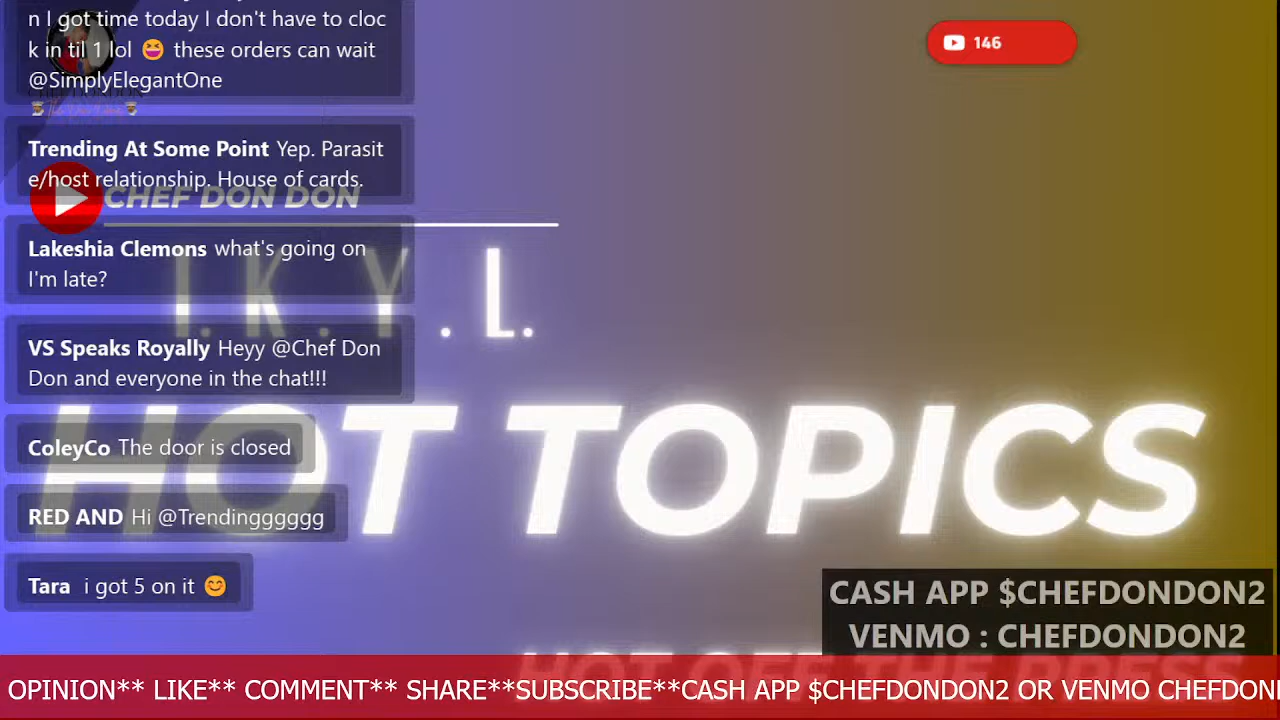 n I got time today I don't have to cloc
k in til 1 lol 😆 these orders can wait
@SimplyElegantOne
Trending At Some Point Yep. Parasit
e/host relationship. House of cards.
CHEF DON DON
Lakeshia Clemons what's going on
I'm late?
I. K . Y . L.
VS Speaks Royally Heyy @Chef Don
Don and everyone in the chat!!!
HOT TOPICS
ColeyCo The door is closed
RED AND Hi @Trendingggggg
Tara i got 5 on it 😊
146
CASH APP $CHEFDONDON2
VENMO : CHEFDONDON2
HOT OFF THE PRESS
OPINION** LIKE** COMMENT** SHARE**SUBSCRIBE**CASH APP $CHEFDONDON2 OR VENMO CHEFDON